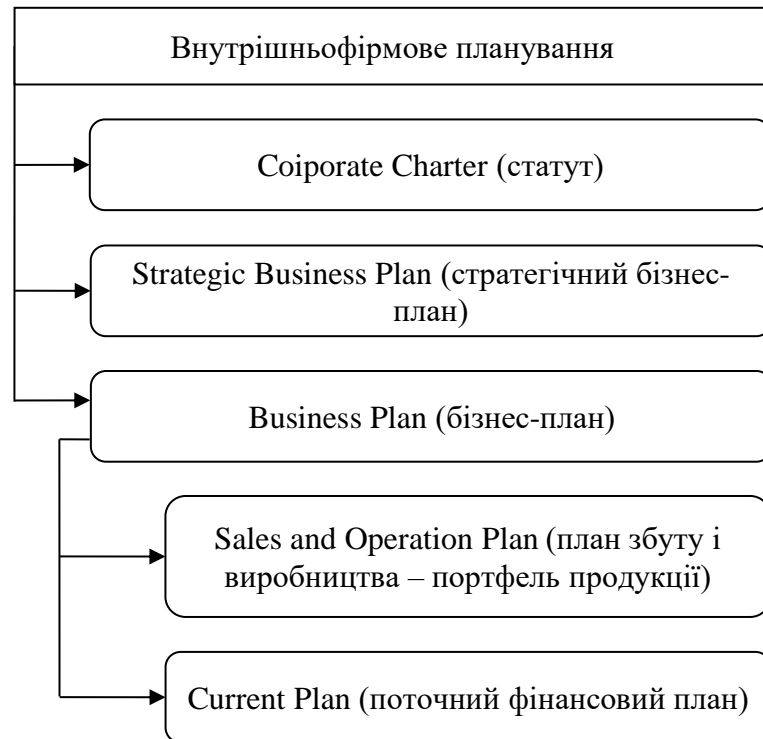 Внутрішньофірмове планування
Coiporate Charter (статут)
Strategic Business Plan (стратегічний бізнес-
план)
Business Plan (бізнес-план)
Sales and Operation Plan (план збуту і
виробництва – портфель продукції)
Current Plan (поточний фінансовий план)